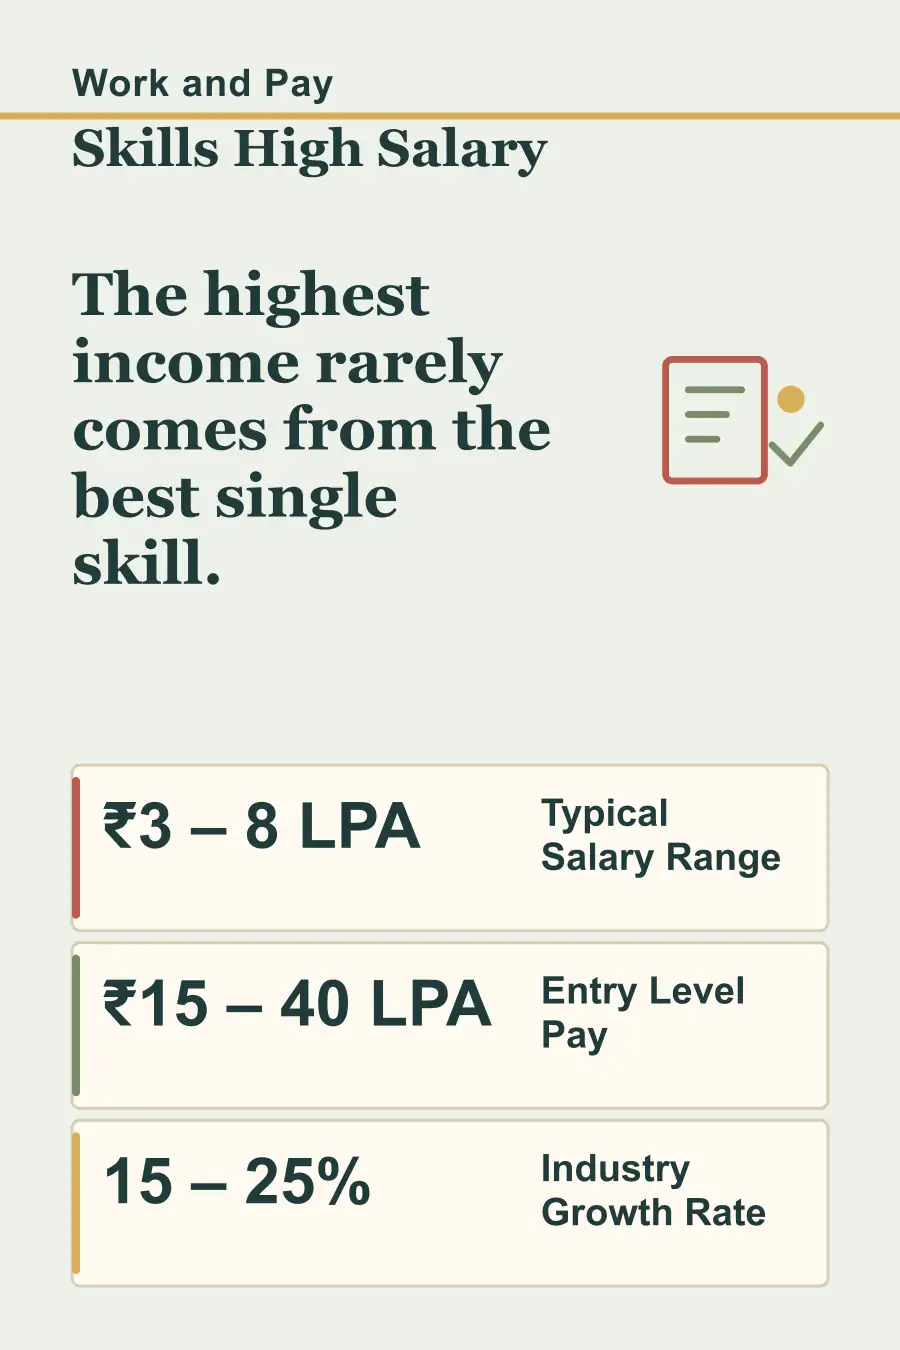 Work and Pay
Skills High Salary
The highest
income rarely
comes from the
best single
skill.
₹3 – 8 LPA
Typical
Salary Range
₹15 – 40 LPA
Entry Level
Pay
15 – 25%
Industry
Growth Rate